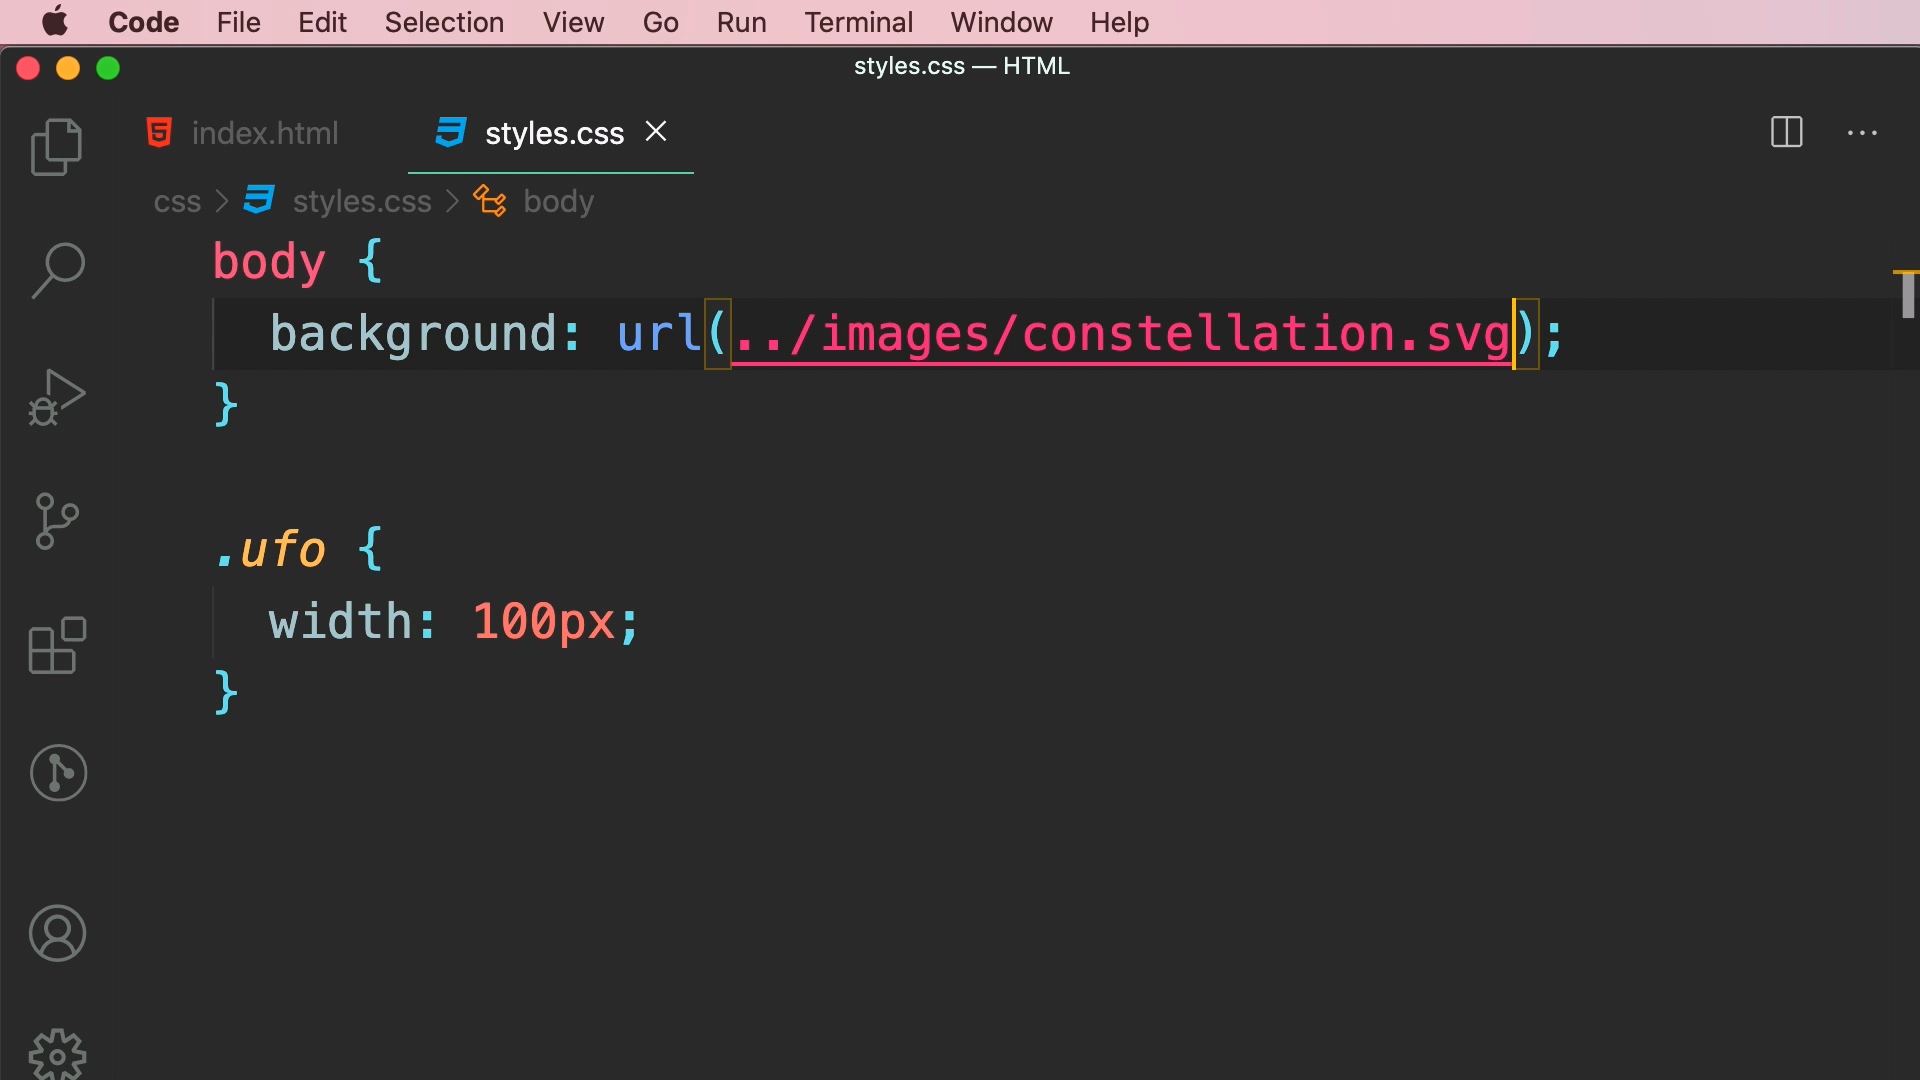 Code File Edit Selection View Go Run Terminal Window Help
styles.css — HTML
index.html styles.css
css > styles.css > body
body {
background: url(../images/constellation.svg);
}
.ufo {
width: 100px;
}